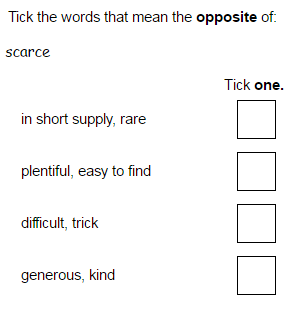 Tick the words that mean the opposite of:
scarce
Tick one.
in short supply, rare
plentiful, easy to find
difficult, trick
generous, kind